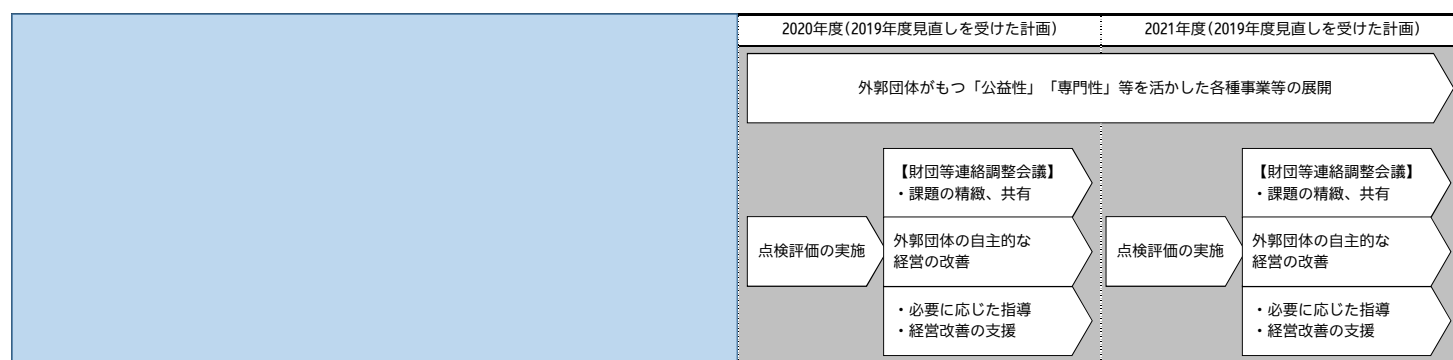 2020年度(2019年度見直しを受けた計画)
2021年度(2019年度見直しを受けた計画)
外郭団体がもつ「公益性」「専門性」等を活かした各種事業等の展開
点検評価の実施
【財団等連絡調整会議】
・課題の精緻、共有
外郭団体の自主的な
経営の改善
・必要に応じた指導
・経営改善の支援
点検評価の実施
【財団等連絡調整会議】
・課題の精緻、共有
外郭団体の自主的な
経営の改善
・必要に応じた指導
・経営改善の支援